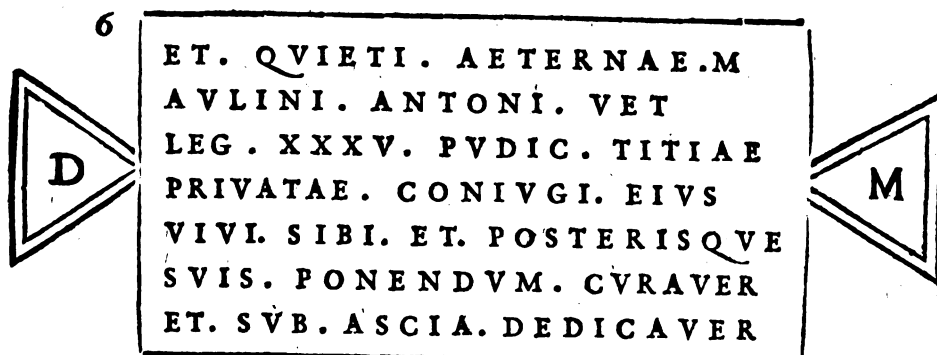 6
D
ET. QVIETI. AETERNAE.M
AVLINI. ANTONI. VET
LEG. XXXV. PVDIC. TITIAE
PRIVATAE. CONIVGI. EIVS
VIVI. SIBI. ET. POSTERISQVE
SVIS. PONENDVM. CVRAVER
ET. SVB. ASCIA. DEDICAVER
M